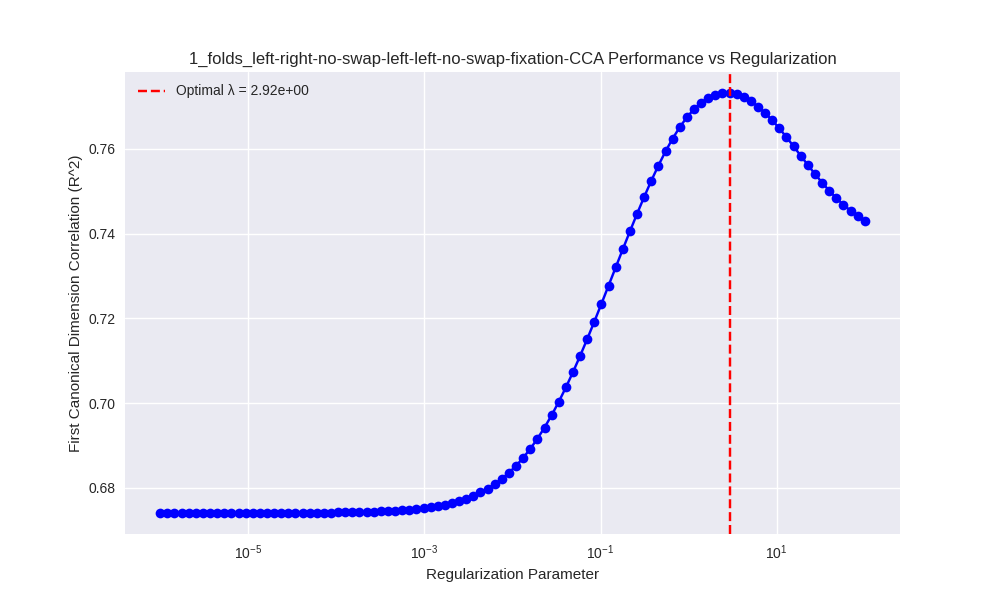 1_folds_left-right-no-swap-left-left-no-swap-fixation-CCA Performance vs Regularization
Optimal λ = 2.92e+00
First Canonical Dimension Correlation (R^2)
0.76
0.74
0.72
0.70
0.68
10⁻⁵
10⁻³
10⁻¹
10¹
Regularization Parameter